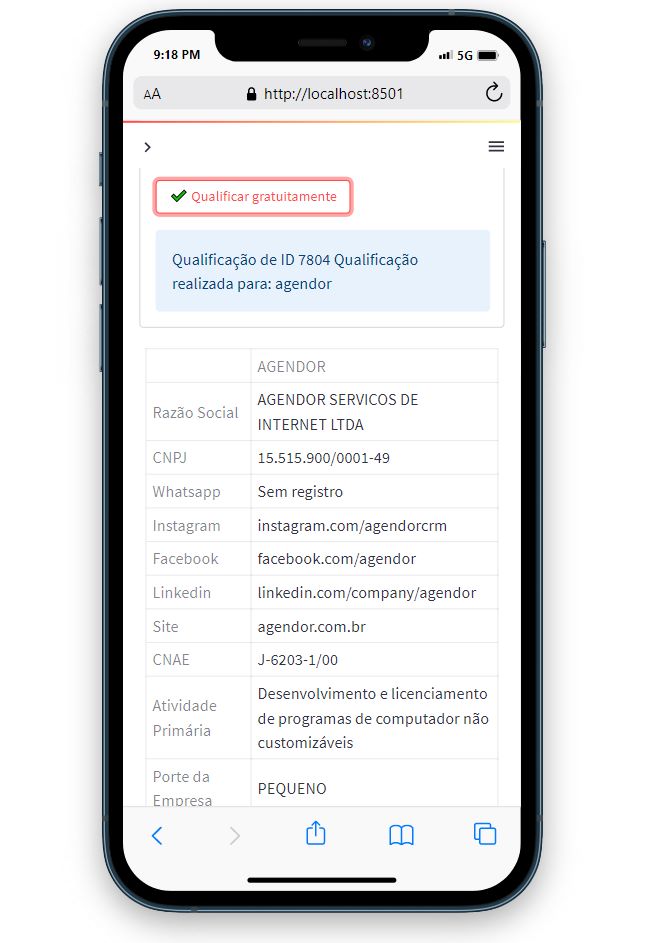 9:18 PM
5G
AA
http://localhost:8501
Qualificar gratuitamente
Qualificação de ID 7804 Qualificação
realizada para: agendor
AGENDOR
Razão Social
AGENDOR SERVICOS DE
INTERNET LTDA
CNPJ
15.515.900/0001-49
Whatsapp
Sem registro
Instagram
instagram.com/agendorcrm
Facebook
facebook.com/agendor
Linkedin
linkedin.com/company/agendor
Site
agendor.com.br
CNAE
J-6203-1/00
Atividade
Primária
Desenvolvimento e licenciamento
de programas de computador não
customizáveis
Porte da
Empresa
PEQUENO